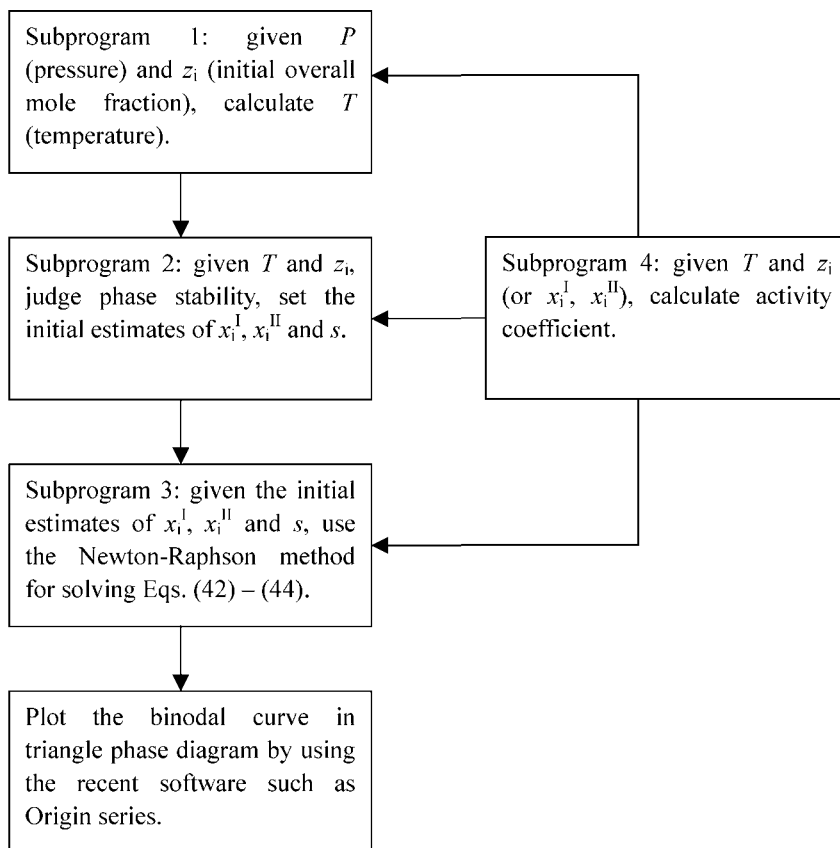 Subprogram 1: given P
(pressure) and zᵢ (initial overall
mole fraction), calculate T
(temperature).
Subprogram 2: given T and zᵢ,
judge phase stability, set the
initial estimates of xᵢᴵ, xᵢᴵᴵ and s.
Subprogram 4: given T and zᵢ
(or xᵢᴵ, xᵢᴵᴵ), calculate activity
coefficient.
Subprogram 3: given the initial
estimates of xᵢᴵ, xᵢᴵᴵ and s, use
the Newton-Raphson method
for solving Eqs. (42) – (44).
Plot the binodal curve in
triangle phase diagram by using
the recent software such as
Origin series.